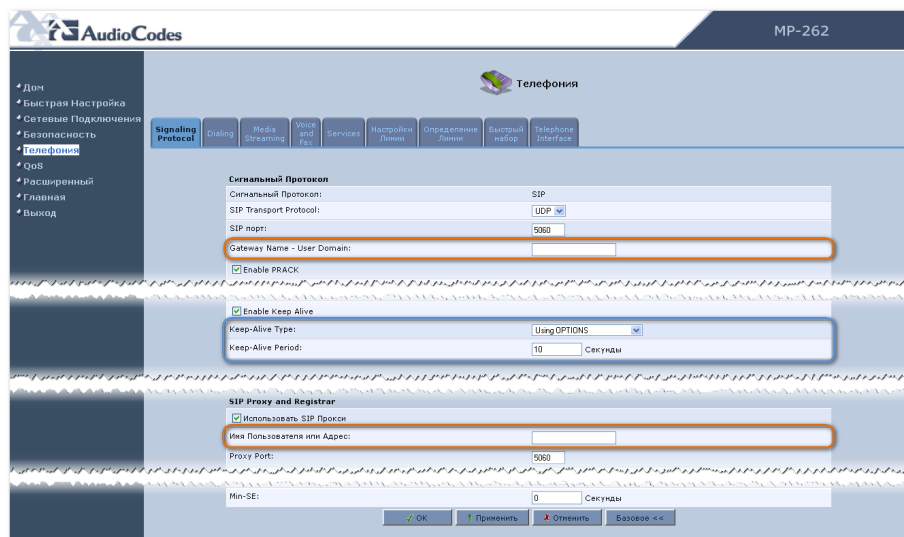 AudioCodes
MP-262
Телефония
Дом
Быстрая Настройка
Сетевые Подключения
Безопасность
Телефония
QoS
Расширенный
Главная
Выход
Signaling Protocol
Dialing
Media Streaming
Voice and Fax
Services
Настройки Линии
Определение Линии
Быстрый набор
Telephone Interface
Сигнальный Протокол
Сигнальный Протокол: SIP
SIP Transport Protocol: UDP
SIP порт: 5060
Gateway Name - User Domain:
Enable PRACK
Enable Keep Alive
Keep-Alive Type: Using OPTIONS
Keep-Alive Period: 10 Секунды
SIP Proxy and Registrar
Использовать SIP Прокси
Имя Пользователя или Адрес:
Proxy Port: 5060
Min-SE: 0 Секунды
OK Применить Отменить Базовое <<